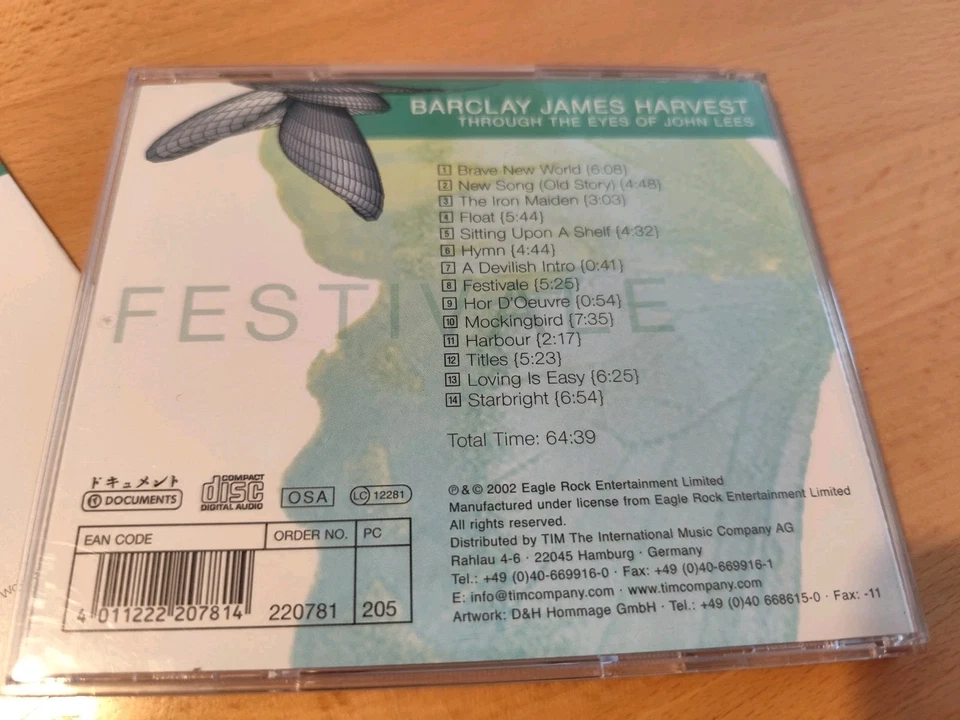 BARCLAY JAMES HARVEST
THROUGH THE EYES OF JOHN LEES
1 Brave New World {6:08}
2 New Song (Old Story) {4:48}
3 The Iron Maiden {3:03}
4 Float {5:44}
5 Sitting Upon A Shelf {4:32}
6 Hymn {4:44}
7 A Devilish Intro {0:41}
8 Festivale {5:25}
9 Hor D'Oeuvre {0:54}
10 Mockingbird {7:35}
11 Harbour {2:17}
12 Titles {5:23}
13 Loving Is Easy {6:25}
14 Starbright {6:54}
FESTIVALE
Total Time: 64:39
ドキュメント
DOCUMENTS
COMPACT
disc
DIGITAL AUDIO
OSA
LC 12281
EAN CODE
ORDER NO.
PC
4 011222 207814
220781
205
℗ & © 2002 Eagle Rock Entertainment Limited
Manufactured under license from Eagle Rock Entertainment Limited
All rights reserved.
Distributed by TIM The International Music Company AG
Rahlau 4-6 · 22045 Hamburg · Germany
Tel.: +49 (0)40-669916-0 · Fax: +49 (0)40-669916-1
E: info@timcompany.com · www.timcompany.com
Artwork: D&H Hommage GmbH · Tel.: +49 (0)40 668615-0 · Fax: -11